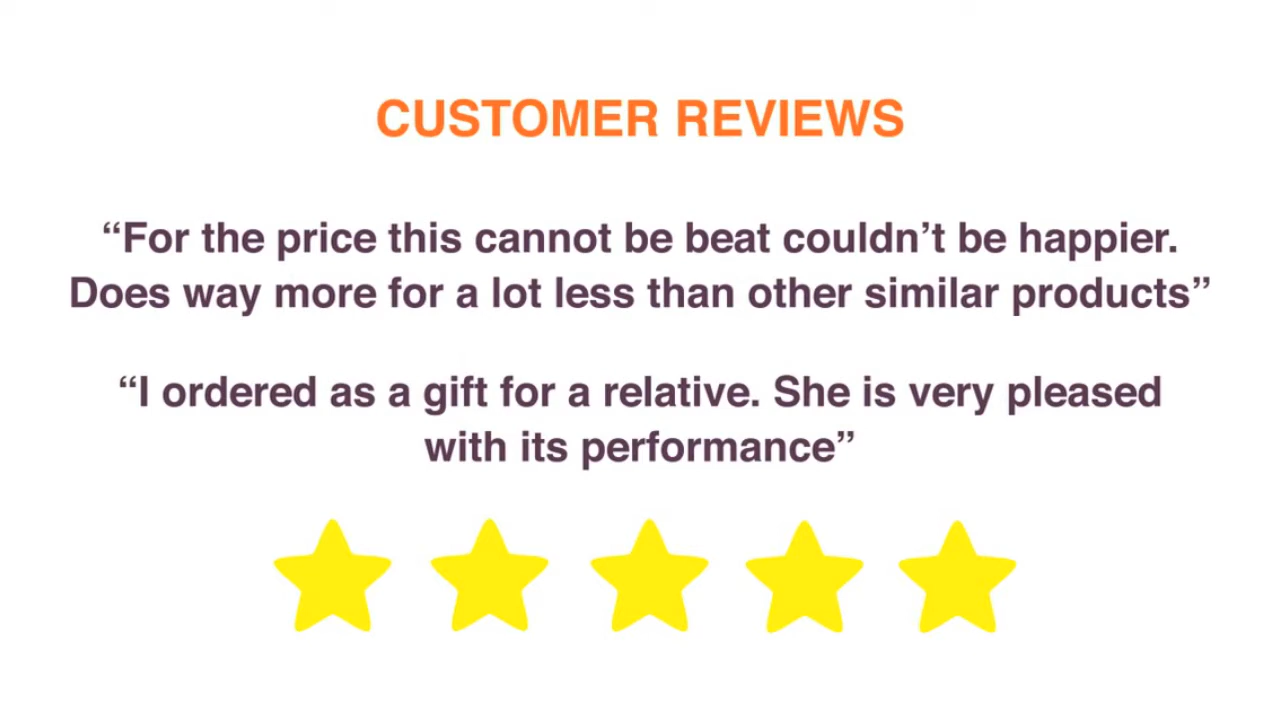 CUSTOMER REVIEWS
“For the price this cannot be beat couldn’t be happier.
Does way more for a lot less than other similar products”
“I ordered as a gift for a relative. She is very pleased
with its performance”